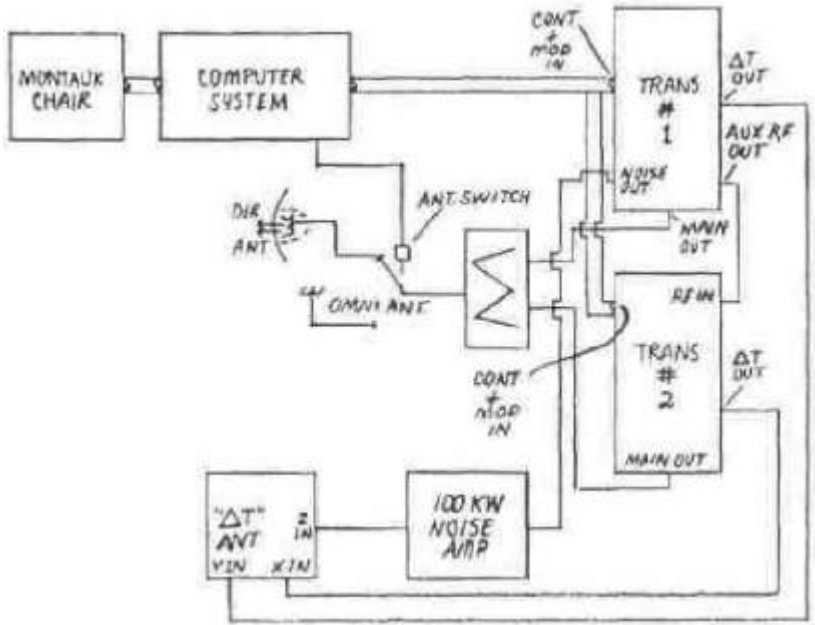 MONTAUK
CHAIR
COMPUTER
SYSTEM
CONT
+
MOD
IN
TRANS
#
1
ΔT
OUT
AUX RF
OUT
NOISE
OUT
MAIN
OUT
DIR
ANT
ANT. SWITCH
OMNI ANT
Σ
RF IN
TRANS
#
2
ΔT
OUT
CONT
+
MOD
IN
MAIN OUT
"ΔT"
ANT
Z
IN
Y IN
X IN
100 KW
NOISE
AMP